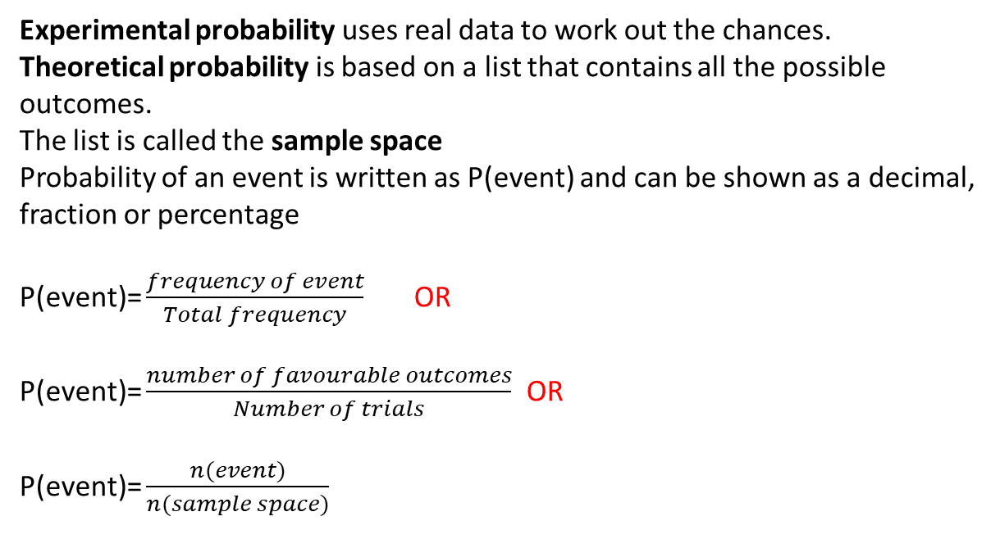 Experimental probability uses real data to work out the chances.
Theoretical probability is based on a list that contains all the possible
outcomes.
The list is called the sample space
Probability of an event is written as P(event) and can be shown as a decimal,
fraction or percentage
P(event)=frequency of event/Total frequency OR
P(event)=number of favourable outcomes/Number of trials OR
P(event)=n(event)/n(sample space)